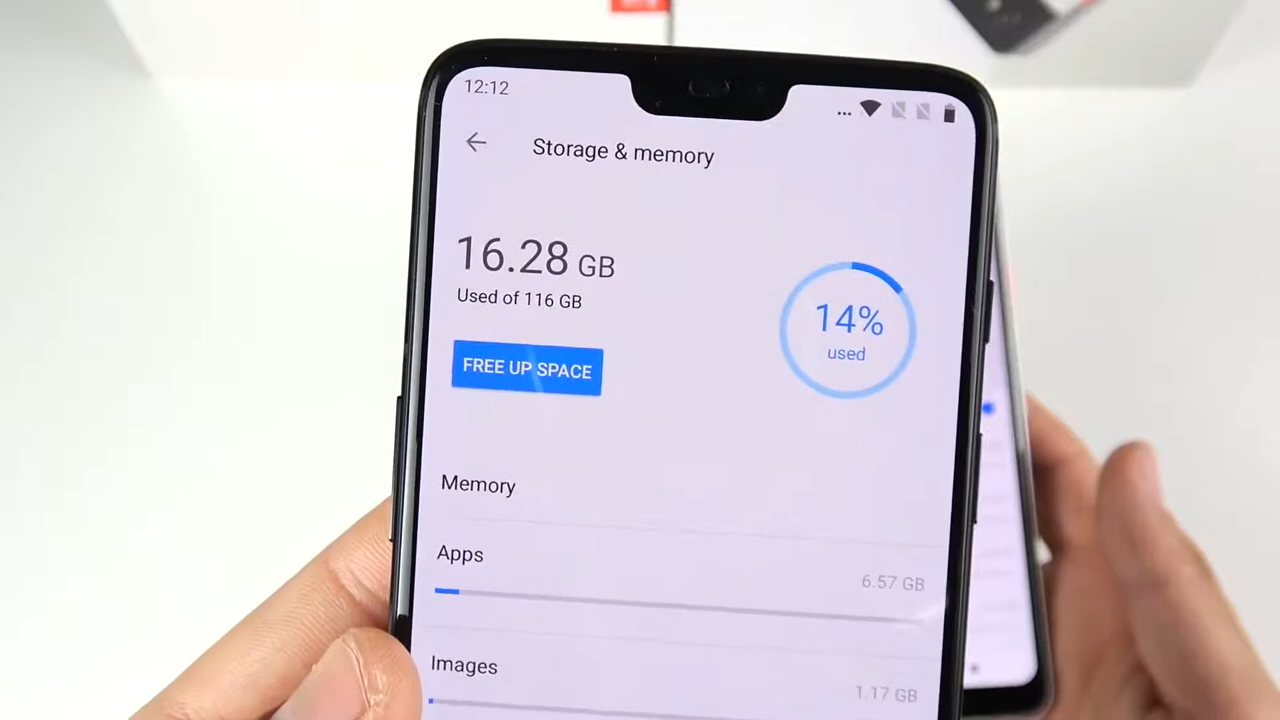 12:12
Storage & memory
16.28 GB
Used of 116 GB
14%
used
FREE UP SPACE
Memory
Apps
6.57 GB
Images
1.17 GB